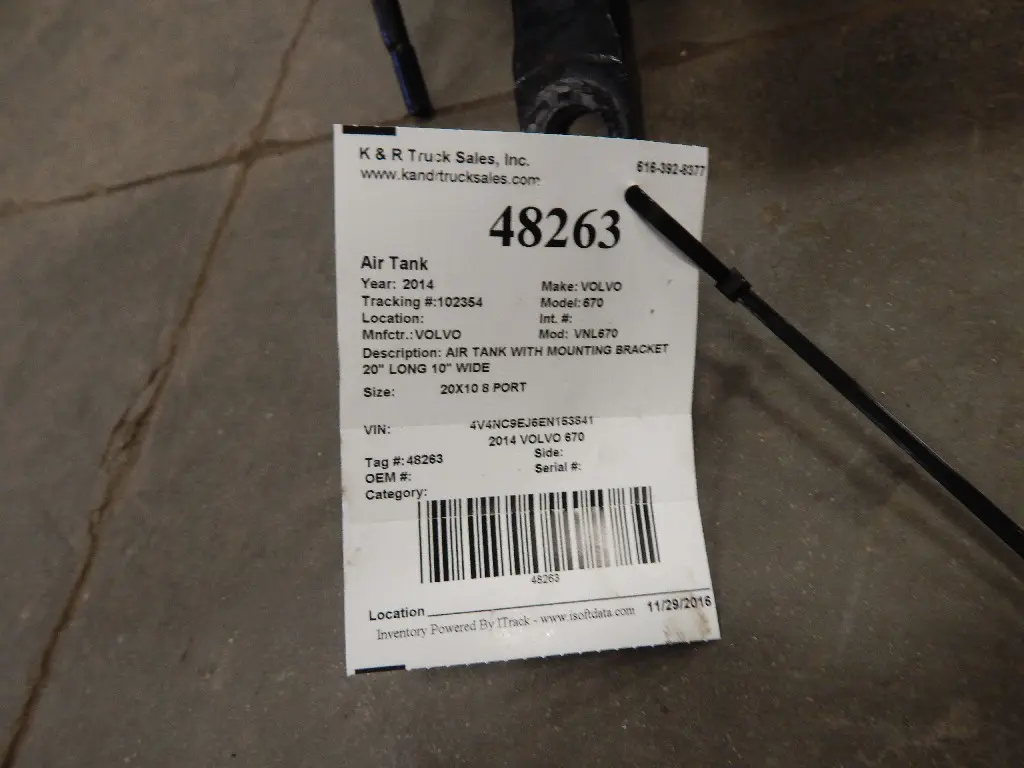 K & R Truck Sales, Inc.
616-392-8377
www.kandrtrucksales.com
48263
Air Tank
Year: 2014 Make: VOLVO
Tracking #:102354 Model: 670
Location: Int. #:
Mnfctr.: VOLVO Mod: VNL670
Description: AIR TANK WITH MOUNTING BRACKET
20" LONG 10" WIDE
Size: 20X10 8 PORT
VIN: 4V4NC9EJ6EN153841
2014 VOLVO 670
Tag #: 48263 Side:
OEM #: Serial #:
Category:
48263
Location
11/29/2016
Inventory Powered By ITrack - www.isoftdata.com